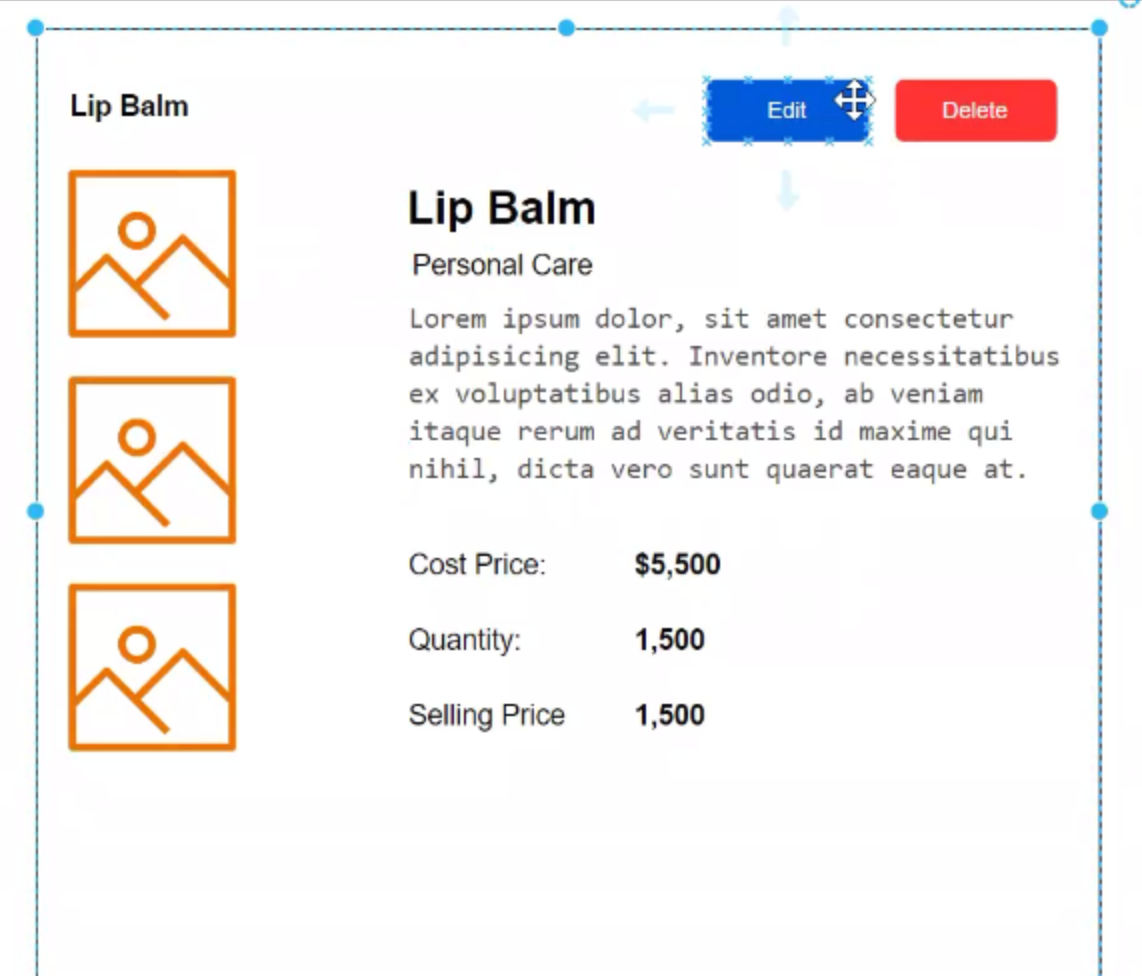 Lip Balm
Edit
Delete
Lip Balm
Personal Care
Lorem ipsum dolor, sit amet consectetur
adipisicing elit. Inventore necessitatibus
ex voluptatibus alias odio, ab veniam
itaque rerum ad veritatis id maxime qui
nihil, dicta vero sunt quaerat eaque at.
Cost Price: $5,500
Quantity: 1,500
Selling Price 1,500